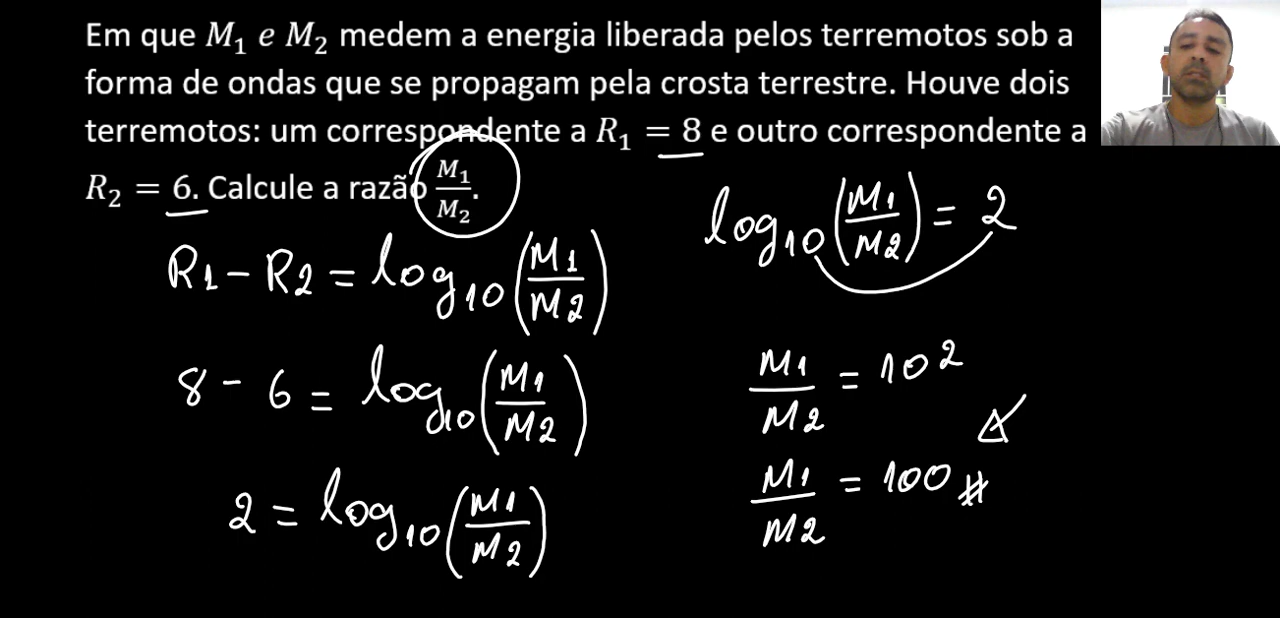 Em que M₁ e M₂ medem a energia liberada pelos terremotos sob a
forma de ondas que se propagam pela crosta terrestre. Houve dois
terremotos: um correspondente a R₁ = 8 e outro correspondente a
R₂ = 6. Calcule a razão M₁/M₂.
R1 - R2 = log₁₀(M1/M2)
8 - 6 = log₁₀(M1/M2)
2 = log₁₀(M1/M2)
log₁₀(M1/M2) = 2
M1/M2 = 10²
M1/M2 = 100 #